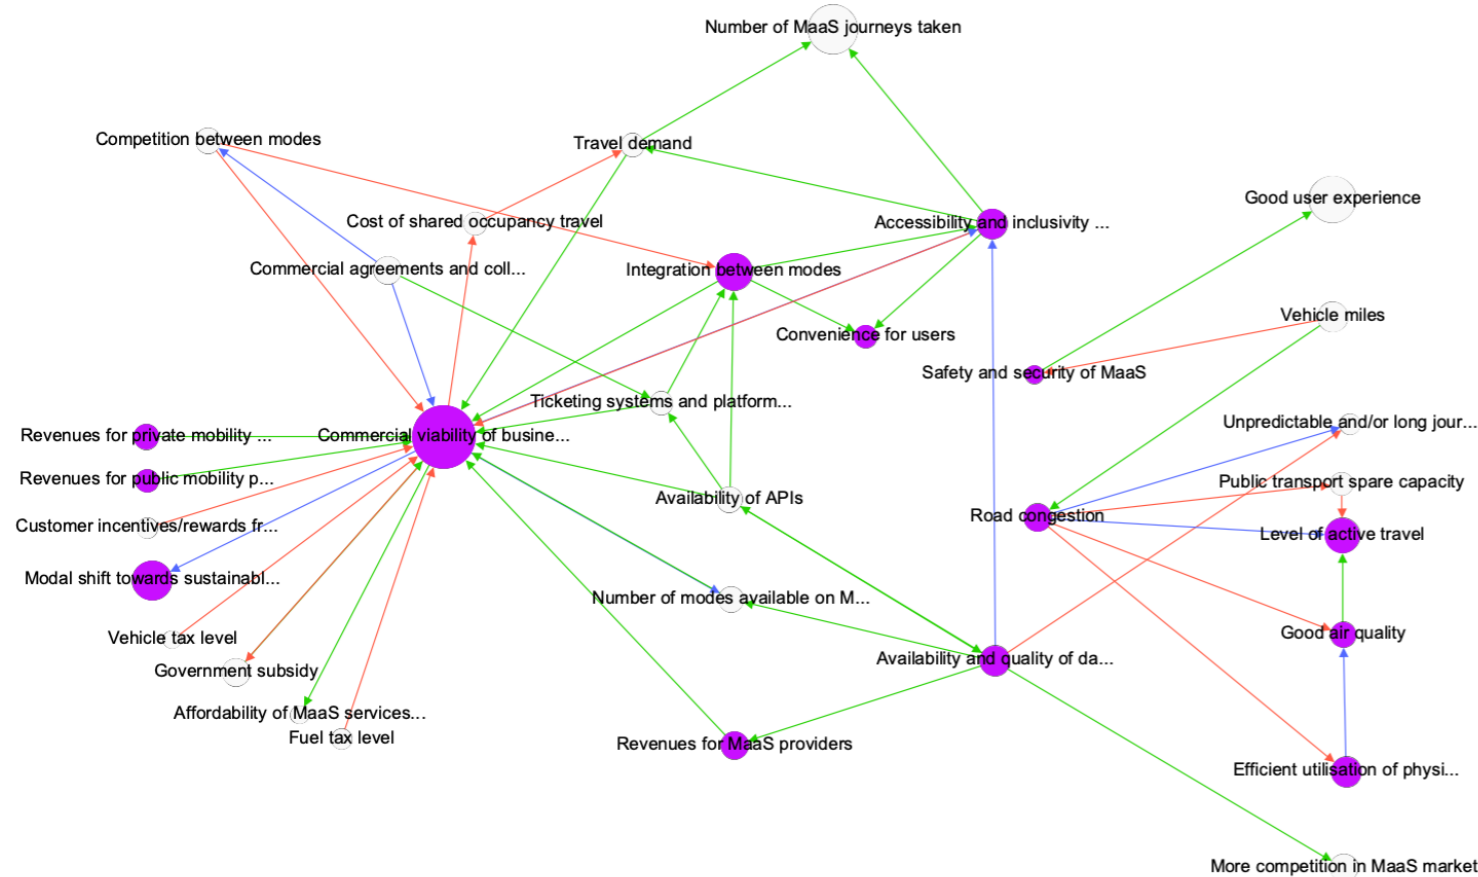 Number of MaaS journeys taken
Competition between modes
Travel demand
Good user experience
Cost of shared occupancy travel
Accessibility and inclusivity ...
Commercial agreements and coll...
Integration between modes
Vehicle miles
Convenience for users
Safety and security of MaaS
Ticketing systems and platform...
Unpredictable and/or long jour...
Revenues for private mobility ...
Commercial viability of busine...
Revenues for public mobility p...
Public transport spare capacity
Availability of APIs
Road congestion
Customer incentives/rewards fr...
Level of active travel
Modal shift towards sustainabl...
Number of modes available on M...
Good air quality
Vehicle tax level
Availability and quality of da...
Government subsidy
Affordability of MaaS services...
Fuel tax level
Revenues for MaaS providers
Efficient utilisation of physi...
More competition in MaaS market